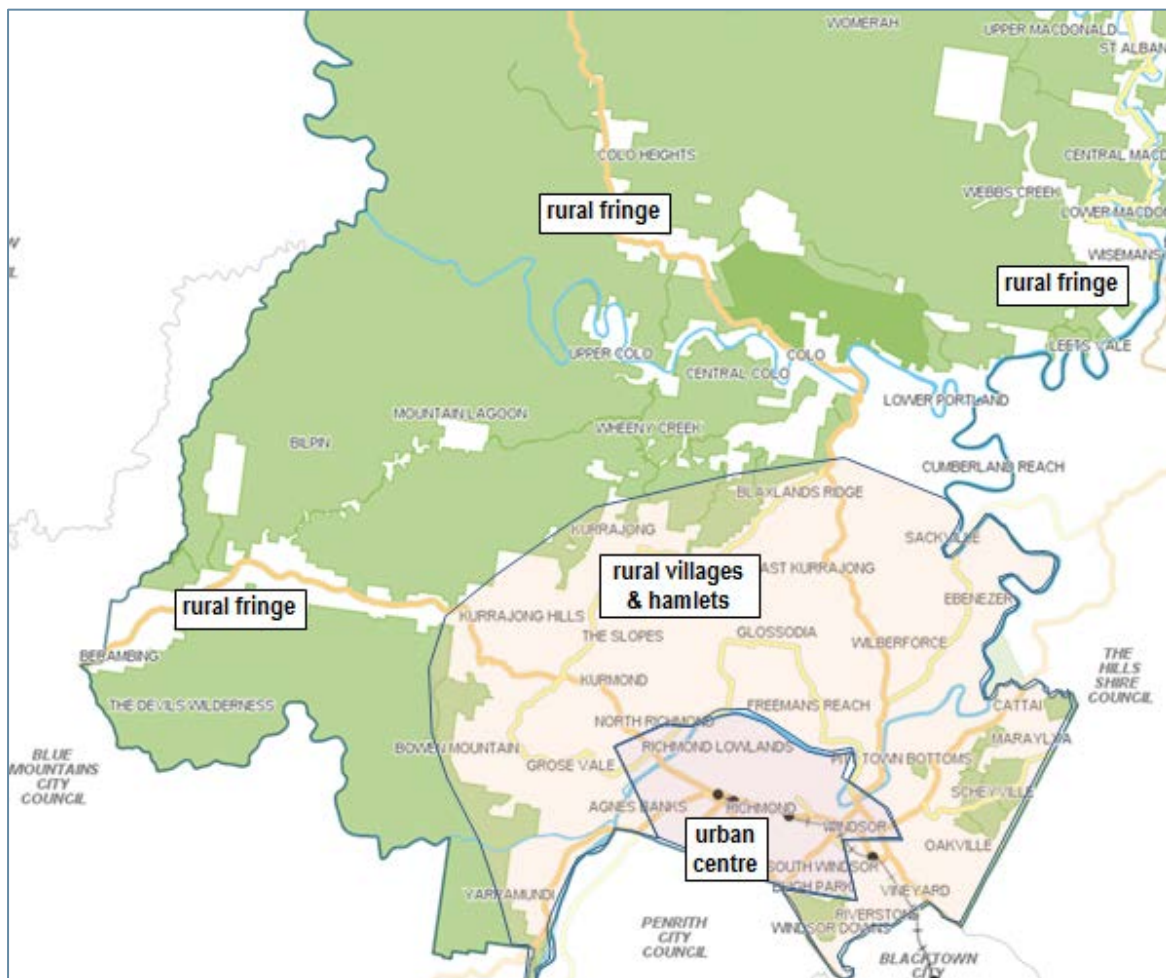 WOMERAH
UPPER MACDONALD
ST ALBAN
COLO HEIGHTS
CENTRAL MACD
WEBBS CREEK
rural fringe
LOWER MACDO
WISEMANS
rural fringe
LEETS VALE
UPPER COLO
COLO
CENTRAL COLO
LOWER PORTLAND
MOUNTAIN LAGOON
WHEENY CREEK
BILPIN
CUMBERLAND REACH
BLAXLANDS RIDGE
KURRAJONG
SACKVILLE
rural villages
& hamlets
AST KURRAJONG
rural fringe
EBENEZER
KURRAJONG HILLS
THE SLOPES
GLOSSODIA
WILBERFORCE
BERAMBING
THE
HILLS
SHIRE
COUNCIL
KURMOND
THE DEVILS WILDERNESS
FREEMANS REACH
CATTAI
NORTH RICHMOND
BOWEN MOUNTAIN
RICHMOND LOWLANDS
MARAYLYA
TOWN BOTTOMS
BLUE
MOUNTAINS
CITY
COUNCIL
GROSE VALE
SCHEYVILLE
AGNES BANKS
RICHMOND
WINDSOR
urban
centre
OAKVILLE
SOUTH WINDSOR
YARRAMUNDI
BLIGH PARK
VINEYARD
PENRITH
CITY
COUNCIL
RIVERSTONE
WINDSOR DOWNS
BLACKTOWN
CITY